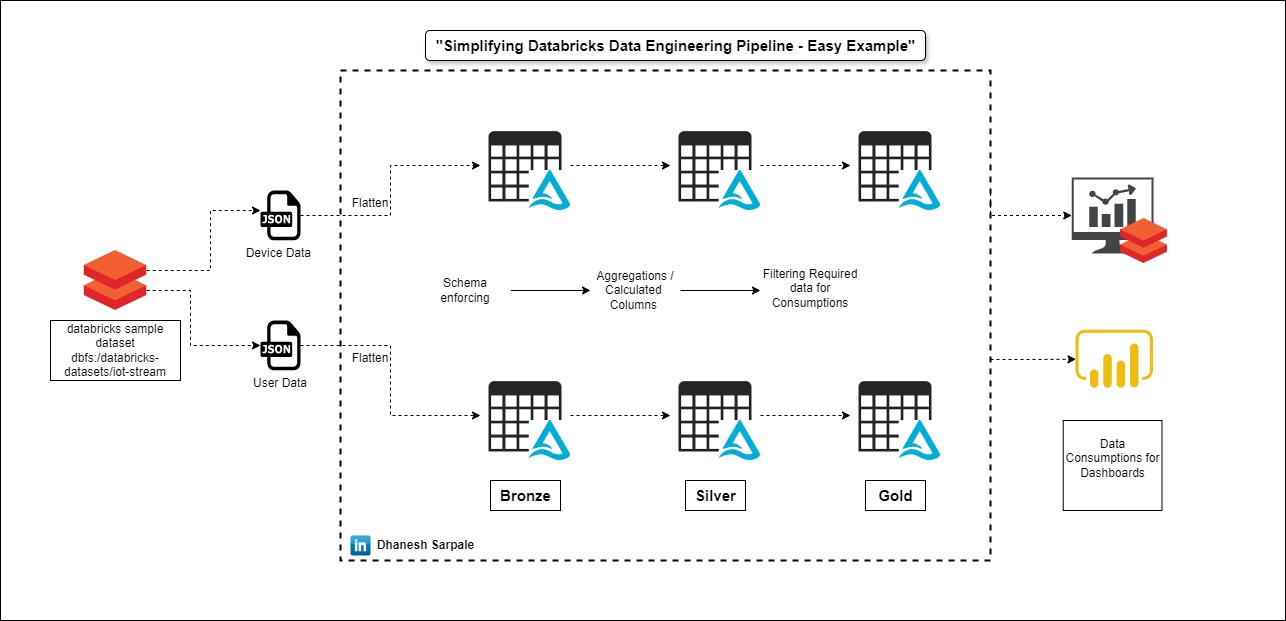 "Simplifying Databricks Data Engineering Pipeline - Easy Example"
JSON
Device Data
Flatten
databricks sample
dataset
dbfs:/databricks-
datasets/iot-stream
JSON
User Data
Flatten
Schema
enforcing
Aggregations /
Calculated
Columns
Filtering Required
data for
Consumptions
Bronze
Silver
Gold
Data
Consumptions for
Dashboards
in
Dhanesh Sarpale